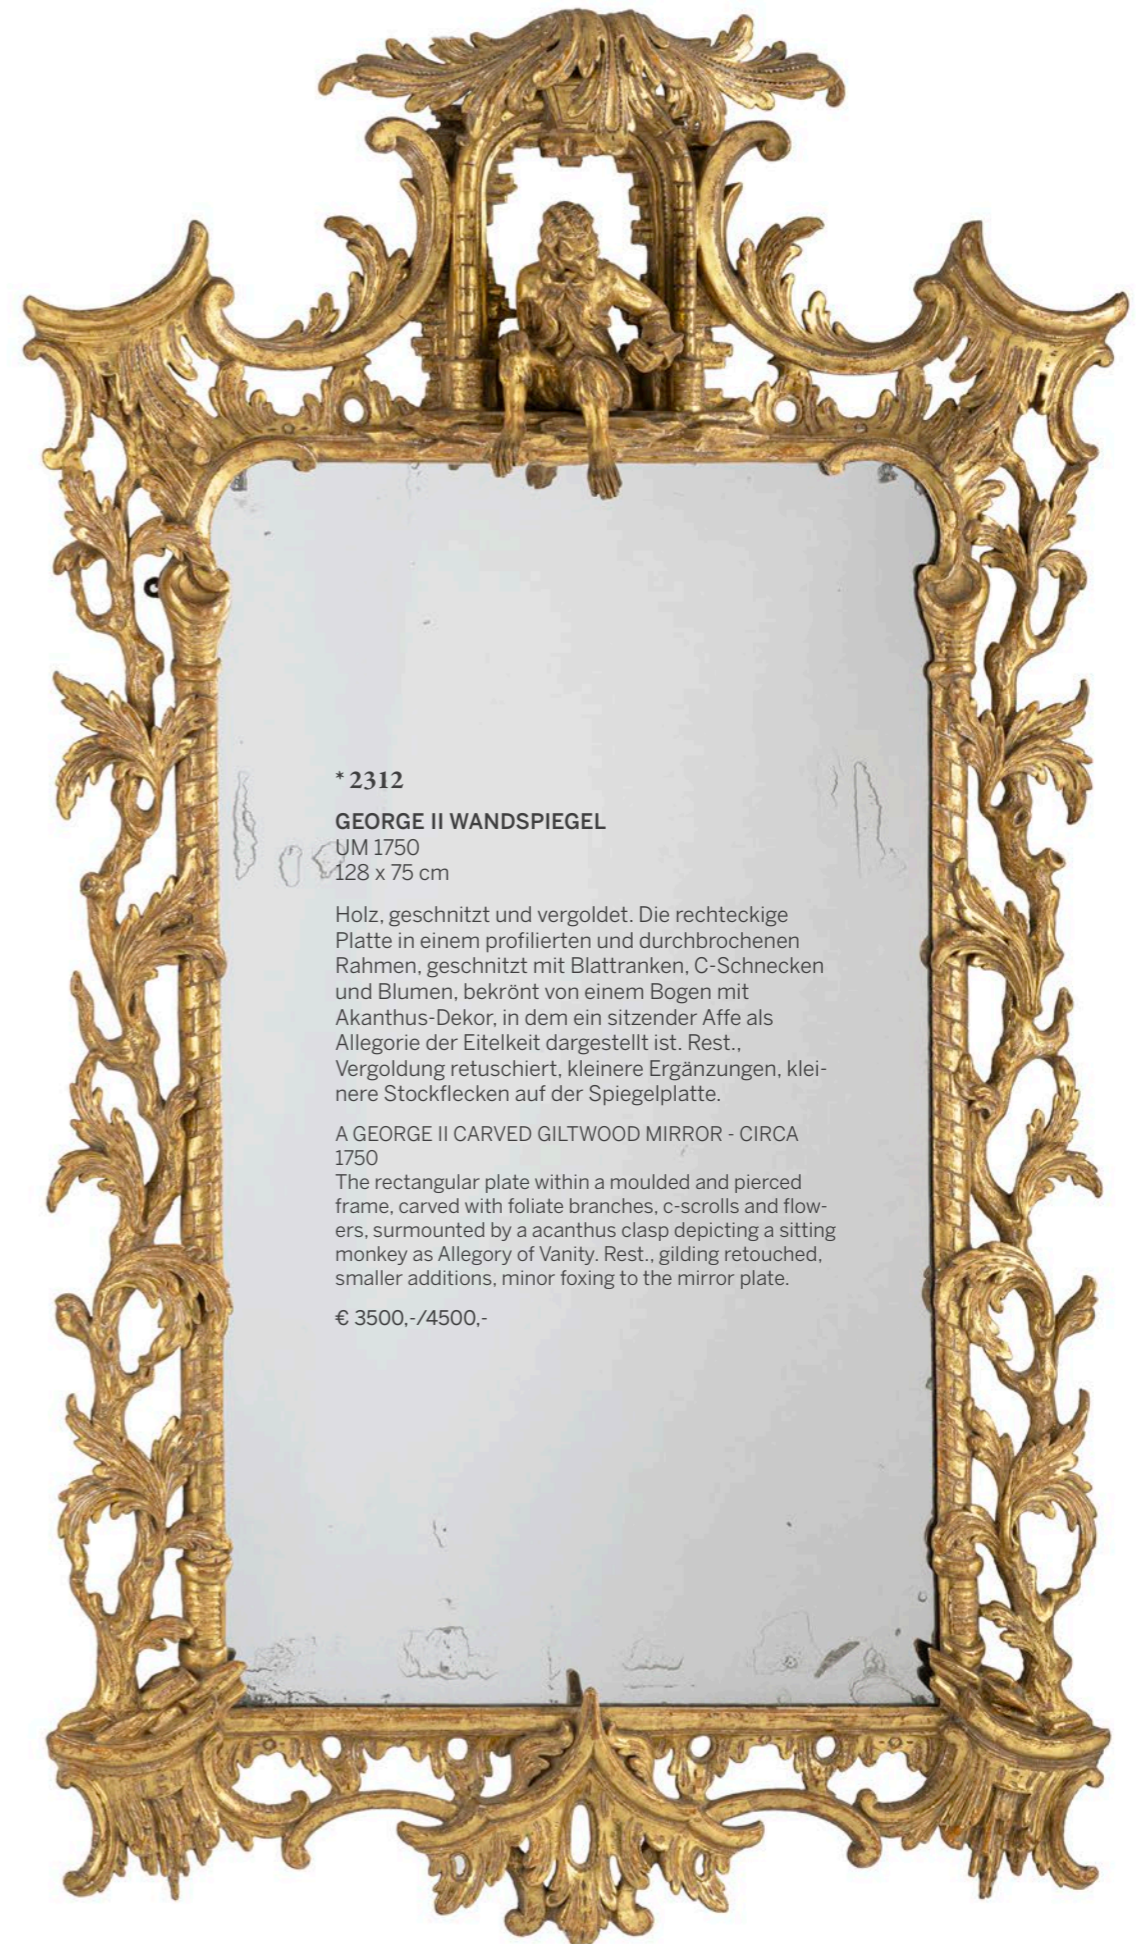 * 2312
GEORGE II WANDSPIEGEL
UM 1750
128 x 75 cm
Holz, geschnitzt und vergoldet. Die rechteckige
Platte in einem profilierten und durchbrochenen
Rahmen, geschnitzt mit Blattranken, C-Schnecken
und Blumen, bekrönt von einem Bogen mit
Akanthus-Dekor, in dem ein sitzender Affe als
Allegorie der Eitelkeit dargestellt ist. Rest.,
Vergoldung retuschiert, kleinere Ergänzungen, klei-
nere Stockflecken auf der Spiegelplatte.
A GEORGE II CARVED GILTWOOD MIRROR - CIRCA
1750
The rectangular plate within a moulded and pierced
frame, carved with foliate branches, c-scrolls and flow-
ers, surmounted by a acanthus clasp depicting a sitting
monkey as Allegory of Vanity. Rest., gilding retouched,
smaller additions, minor foxing to the mirror plate.
€ 3500,-/4500,-